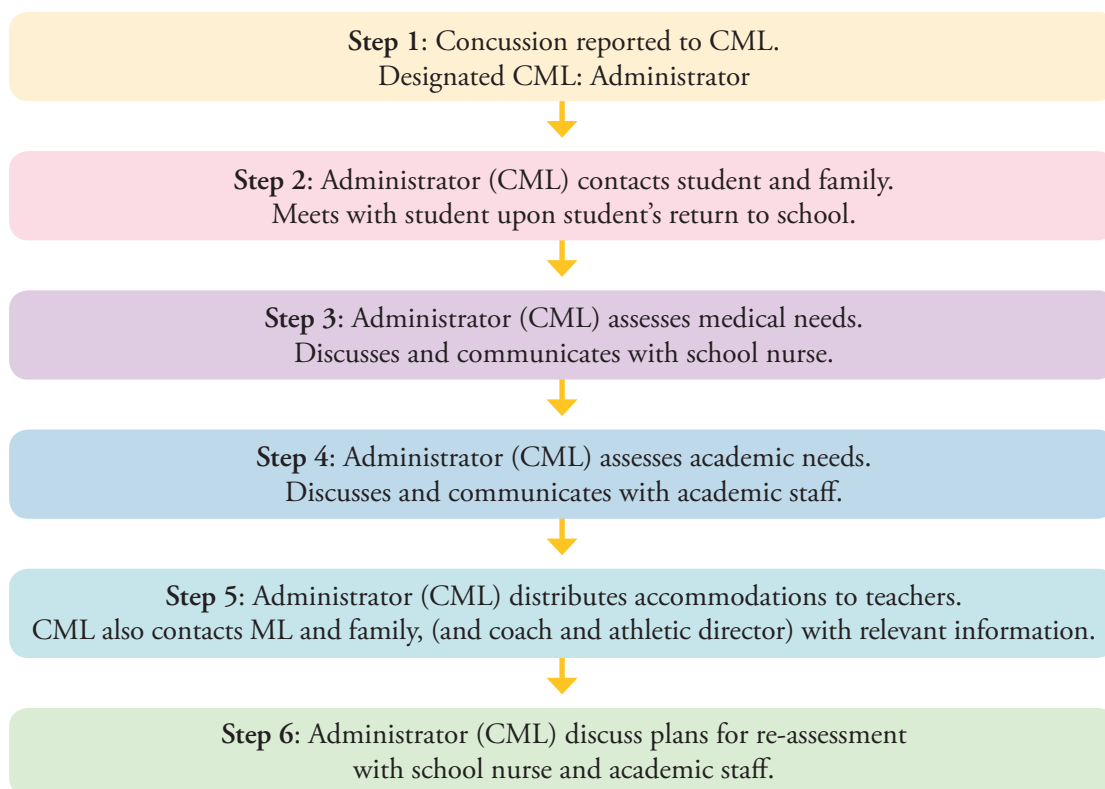 Step 1: Concussion reported to CML.
Designated CML: Administrator
Step 2: Administrator (CML) contacts student and family.
Meets with student upon student’s return to school.
Step 3: Administrator (CML) assesses medical needs.
Discusses and communicates with school nurse.
Step 4: Administrator (CML) assesses academic needs.
Discusses and communicates with academic staff.
Step 5: Administrator (CML) distributes accommodations to teachers.
CML also contacts ML and family, (and coach and athletic director) with relevant information.
Step 6: Administrator (CML) discuss plans for re-assessment
with school nurse and academic staff.